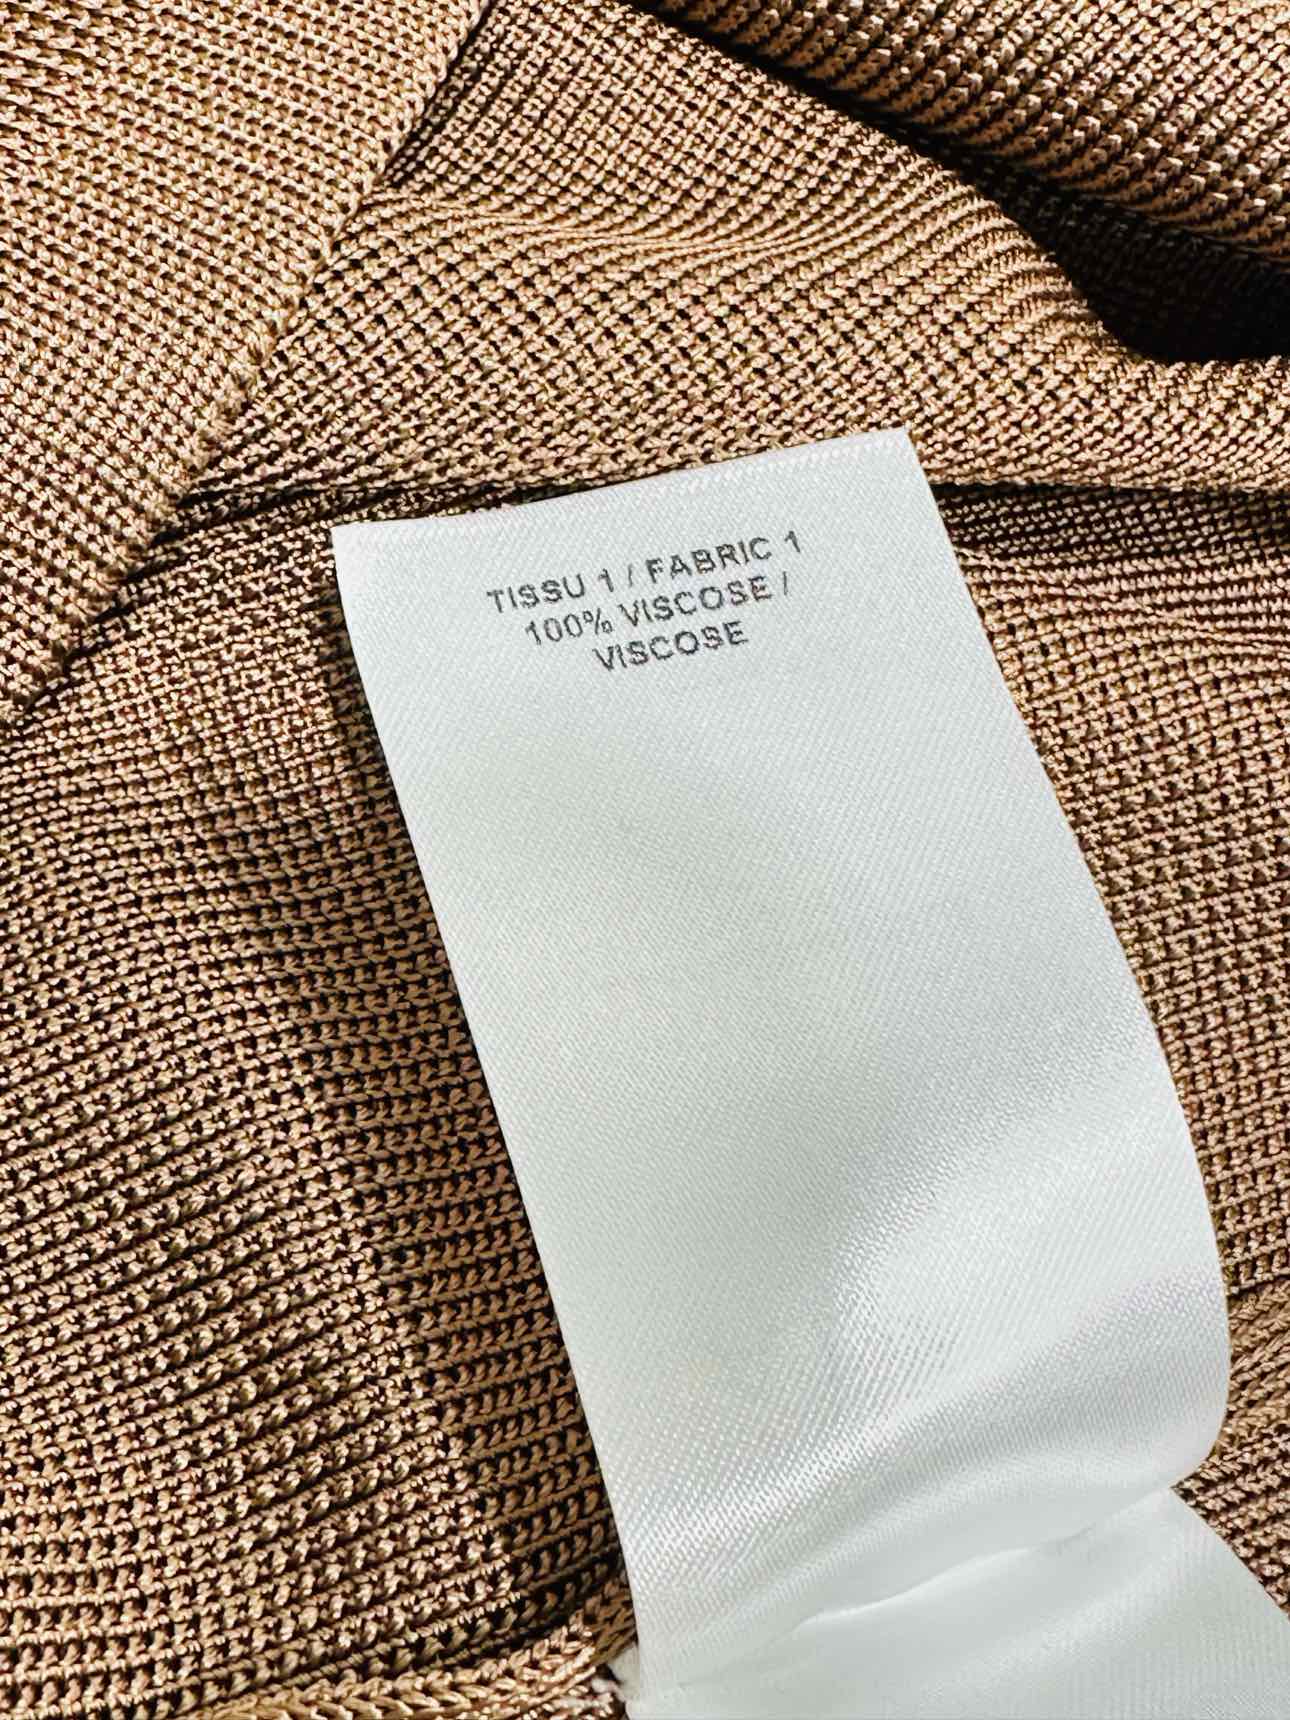 TISSU 1 / FABRIC 1
100% VISCOSE /
VISCOSE